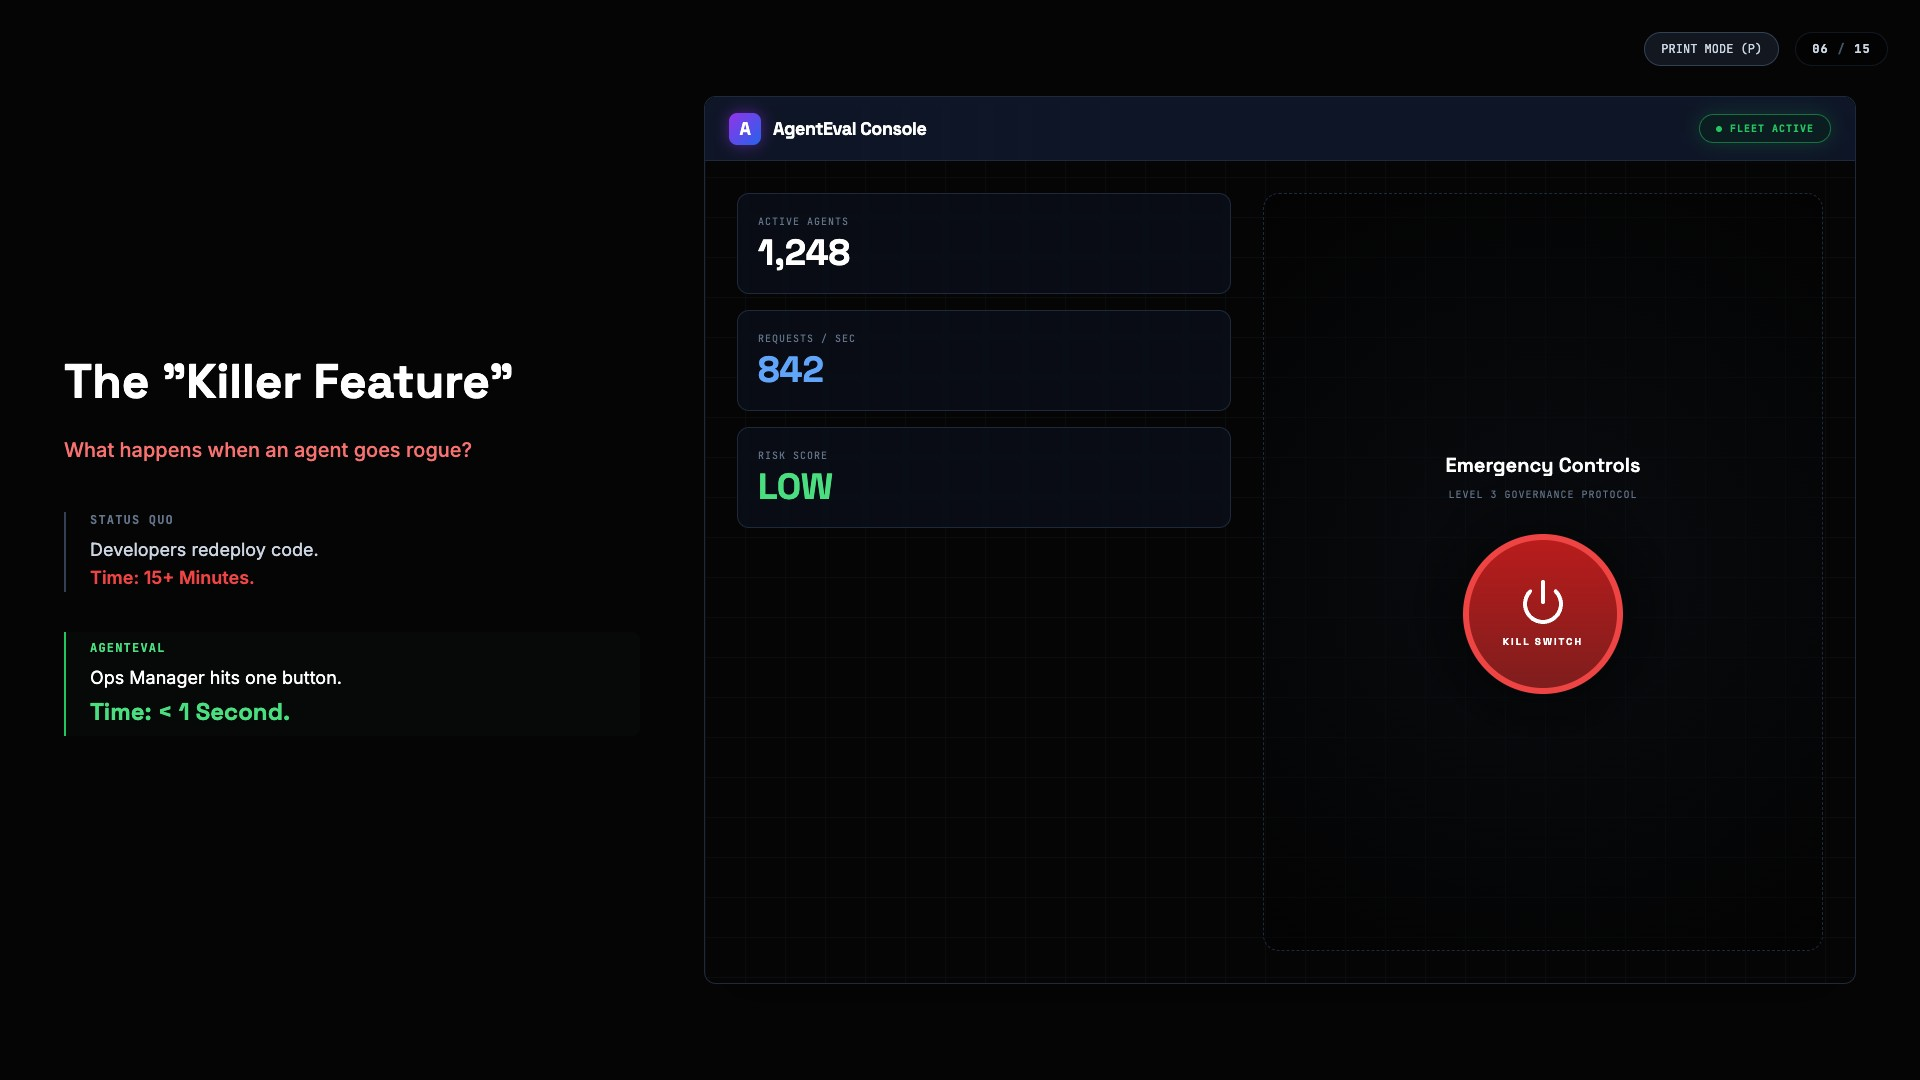 PRINT MODE (P)
06 / 15
The ”Killer Feature”
What happens when an agent goes rogue?
STATUS QUO
Developers redeploy code.
Time: 15+ Minutes.
AGENTEVAL
Ops Manager hits one button.
Time: < 1 Second.
A
AgentEval Console
FLEET ACTIVE
ACTIVE AGENTS
1,248
REQUESTS / SEC
842
RISK SCORE
LOW
Emergency Controls
LEVEL 3 GOVERNANCE PROTOCOL
KILL SWITCH